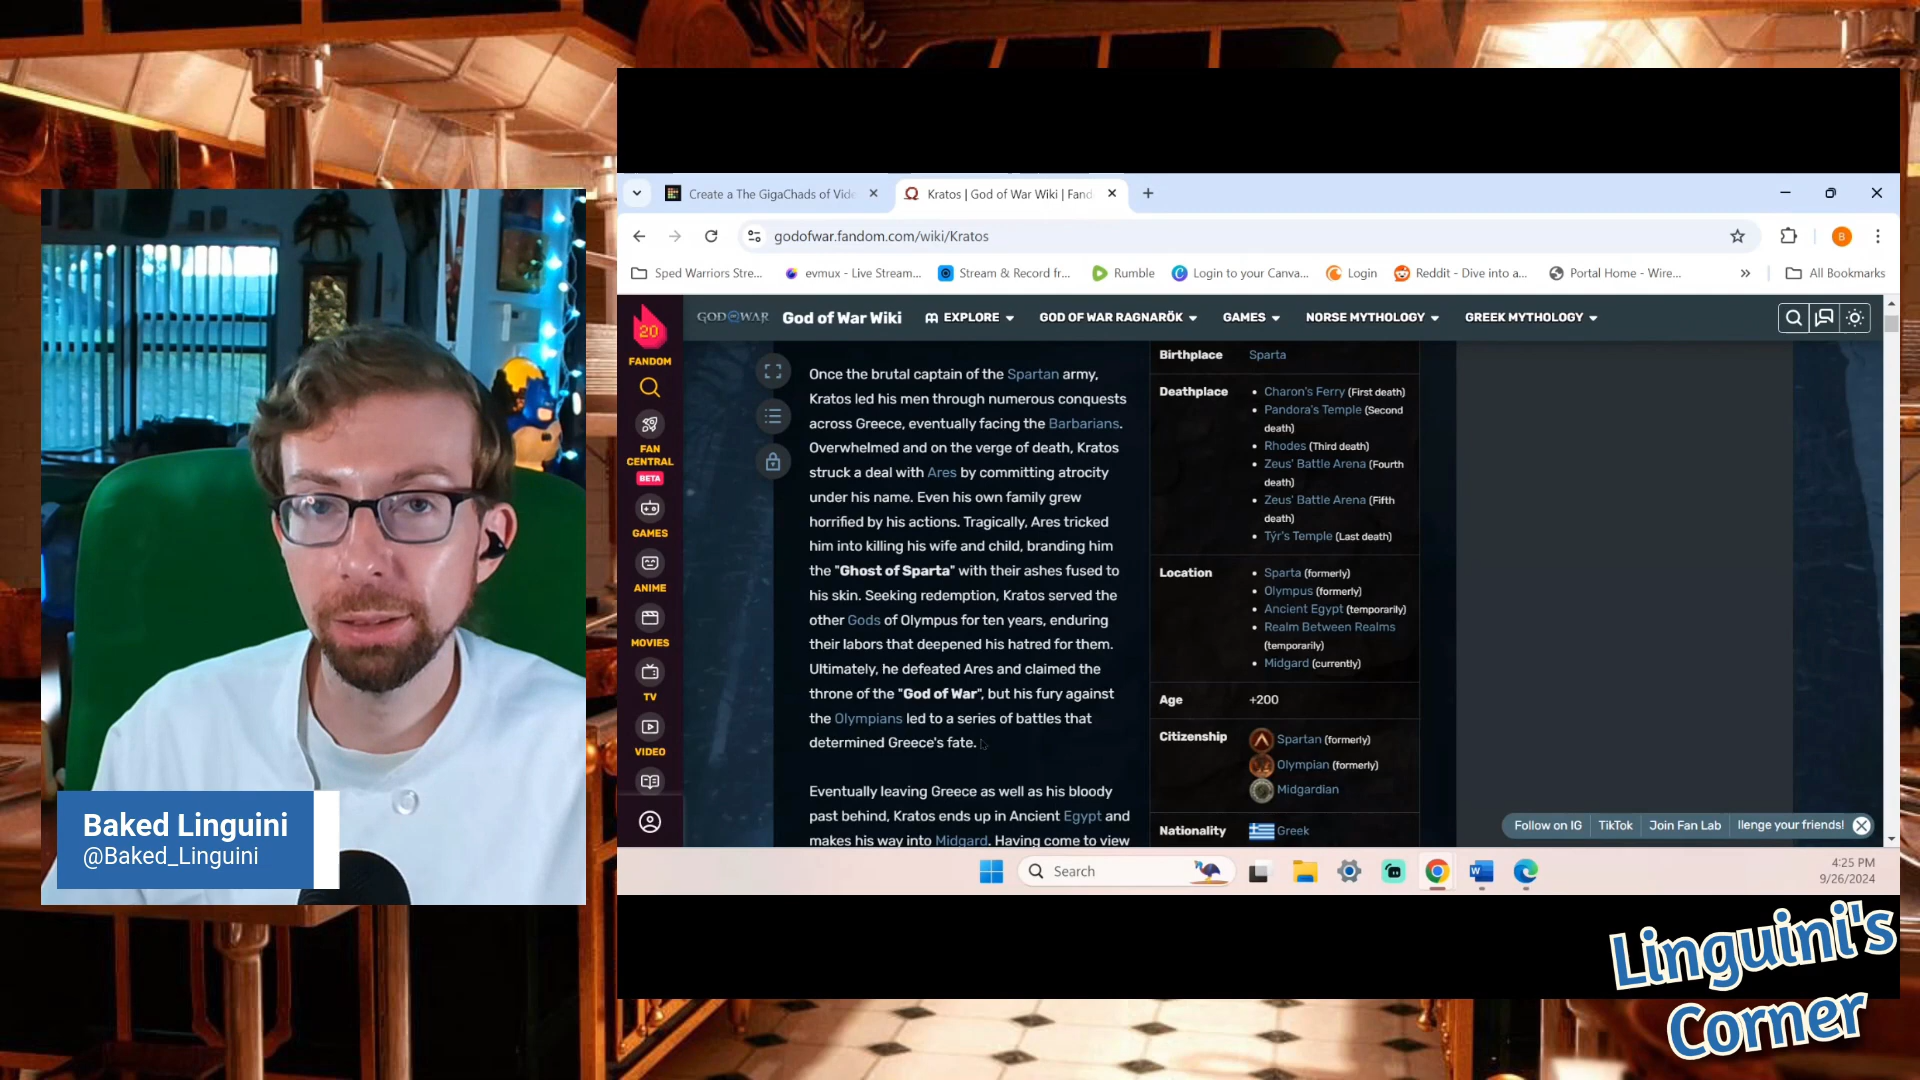 Create a The GigaChads of Vide
Kratos | God of War Wiki | Fand
godofwar.fandom.com/wiki/Kratos
B
Sped Warriors Stre...
evmux - Live Stream...
Stream & Record fr...
Rumble
Login to your Canva...
Login
Reddit - Dive into a...
Portal Home - Wire...
»
All Bookmarks
20
FANDOM
FAN
CENTRAL
BETA
GAMES
ANIME
MOVIES
TV
VIDEO
GOD OF WAR
God of War Wiki
EXPLORE
GOD OF WAR RAGNARÖK
GAMES
NORSE MYTHOLOGY
GREEK MYTHOLOGY
Once the brutal captain of the Spartan army,
Kratos led his men through numerous conquests
across Greece, eventually facing the Barbarians.
Overwhelmed and on the verge of death, Kratos
struck a deal with Ares by committing atrocity
under his name. Even his own family grew
horrified by his actions. Tragically, Ares tricked
him into killing his wife and child, branding him
the "Ghost of Sparta" with their ashes fused to
his skin. Seeking redemption, Kratos served the
other Gods of Olympus for ten years, enduring
their labors that deepened his hatred for them.
Ultimately, he defeated Ares and claimed the
throne of the "God of War", but his fury against
the Olympians led to a series of battles that
determined Greece's fate.
Eventually leaving Greece as well as his bloody
past behind, Kratos ends up in Ancient Egypt and
makes his way into Midgard. Having come to view
Birthplace
Sparta
Deathplace
• Charon's Ferry (First death)
• Pandora's Temple (Second
death)
• Rhodes (Third death)
• Zeus' Battle Arena (Fourth
death)
• Zeus' Battle Arena (Fifth
death)
• Týr's Temple (Last death)
Location
• Sparta (formerly)
• Olympus (formerly)
• Ancient Egypt (temporarily)
• Realm Between Realms
(temporarily)
• Midgard (currently)
Age
+200
Citizenship
Spartan (formerly)
Olympian (formerly)
Midgardian
Nationality
Greek
Follow on IG
TikTok
Join Fan Lab
llenge your friends!
Search
4:25 PM
9/26/2024
Baked Linguini
@Baked_Linguini
Linguini's
Corner